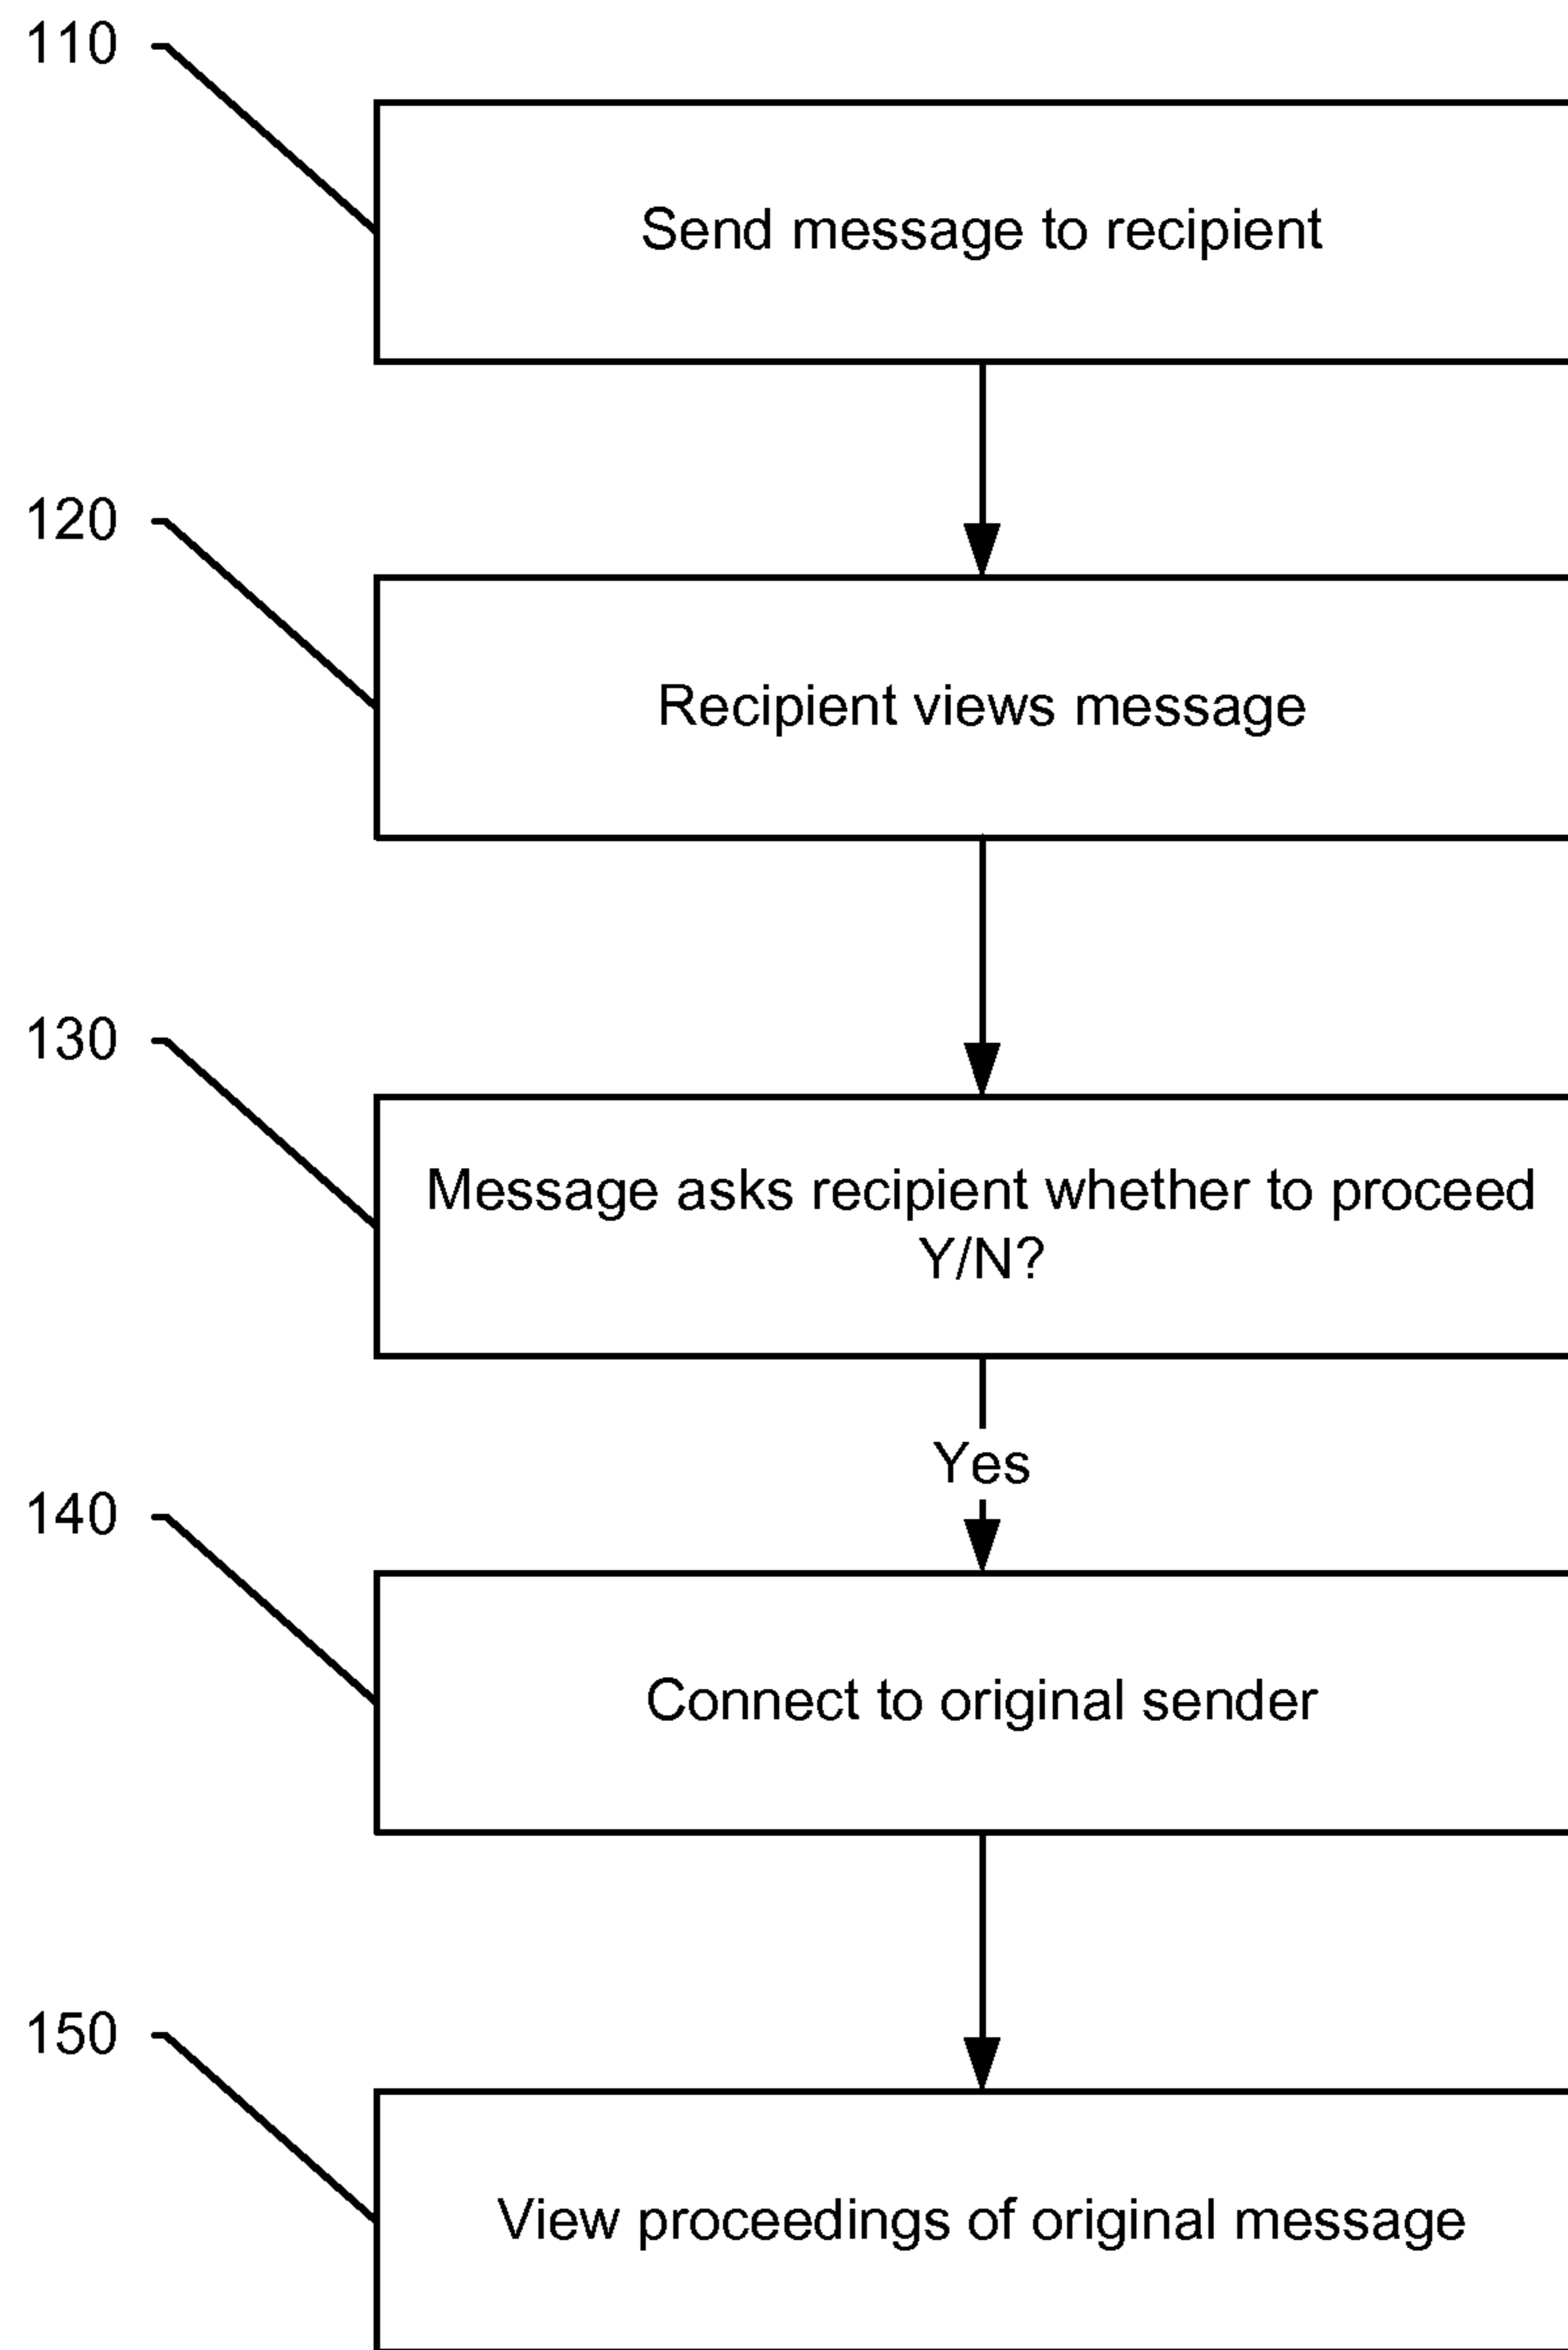 110
Send message to recipient
120
Recipient views message
130
Message asks recipient whether to proceed
Y/N?
Yes
140
Connect to original sender
150
View proceedings of original message